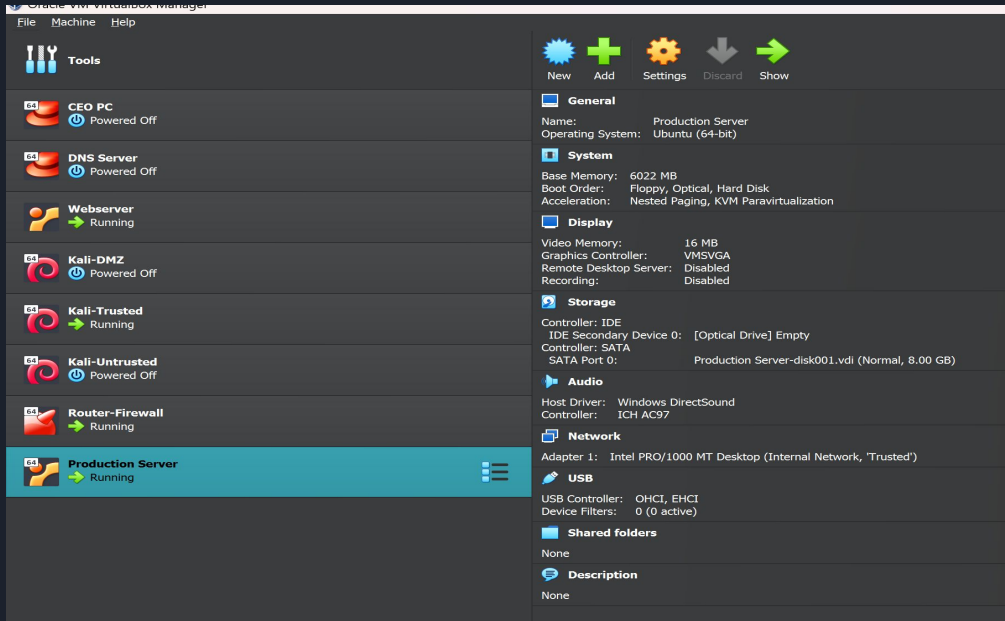 Oracle VM VirtualBox Manager
File Machine Help
Tools
64
CEO PC
Powered Off
64
DNS Server
Powered Off
Webserver
Running
64
Kali-DMZ
Powered Off
64
Kali-Trusted
Running
64
Kali-Untrusted
Powered Off
64
Router-Firewall
Running
64
Production Server
Running
New Add Settings Discard Show
General
Name: Production Server
Operating System: Ubuntu (64-bit)
System
Base Memory: 6022 MB
Boot Order: Floppy, Optical, Hard Disk
Acceleration: Nested Paging, KVM Paravirtualization
Display
Video Memory: 16 MB
Graphics Controller: VMSVGA
Remote Desktop Server: Disabled
Recording: Disabled
Storage
Controller: IDE
IDE Secondary Device 0: [Optical Drive] Empty
Controller: SATA
SATA Port 0: Production Server-disk001.vdi (Normal, 8.00 GB)
Audio
Host Driver: Windows DirectSound
Controller: ICH AC97
Network
Adapter 1: Intel PRO/1000 MT Desktop (Internal Network, 'Trusted')
USB
USB Controller: OHCI, EHCI
Device Filters: 0 (0 active)
Shared folders
None
Description
None